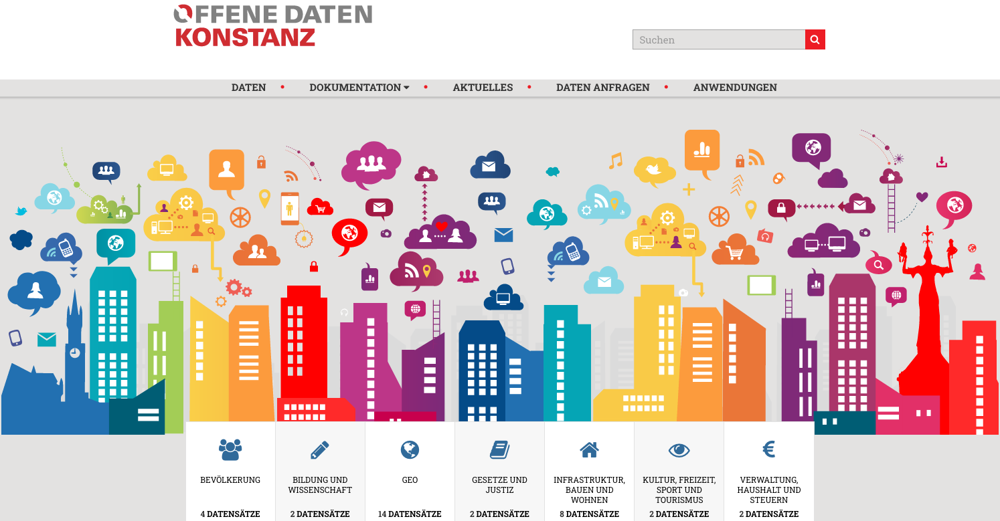 OFFENE DATEN
KONSTANZ
Suchen
DATEN DOKUMENTATION AKTUELLES DATEN ANFRAGEN ANWENDUNGEN
BEVÖLKERUNG
4 DATENSÄTZE
BILDUNG UND
WISSENSCHAFT
2 DATENSÄTZE
GEO
14 DATENSÄTZE
GESETZE UND
JUSTIZ
2 DATENSÄTZE
INFRASTRUKTUR,
BAUEN UND
WOHNEN
8 DATENSÄTZE
KULTUR, FREIZEIT,
SPORT UND
TOURISMUS
2 DATENSÄTZE
VERWALTUNG,
HAUSHALT UND
STEUERN
2 DATENSÄTZE